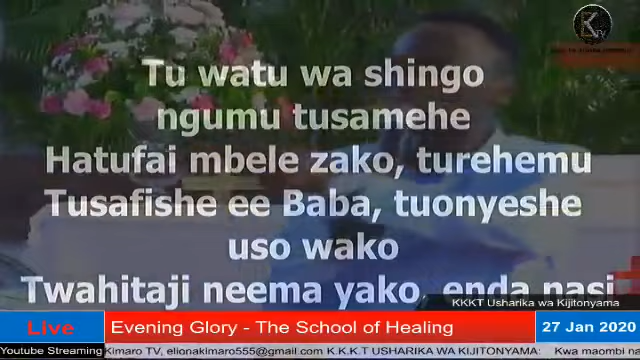 Tu watu wa shingo
ngumu tusamehe
Hatufai mbele zako, turehemu
Tusafishe ee Baba, tuonyeshe
uso wako
Twahitaji neema yako, enda nasi
KKKT Usharika wa Kijitonyama
Live
Evening Glory - The School of Healing
27 Jan 2020
Youtube Streaming
Kimaro TV, elionakimaro555@gmail.com K.K.K.T USHARIKA WA KIJITONYAMA/ Kwa maombi